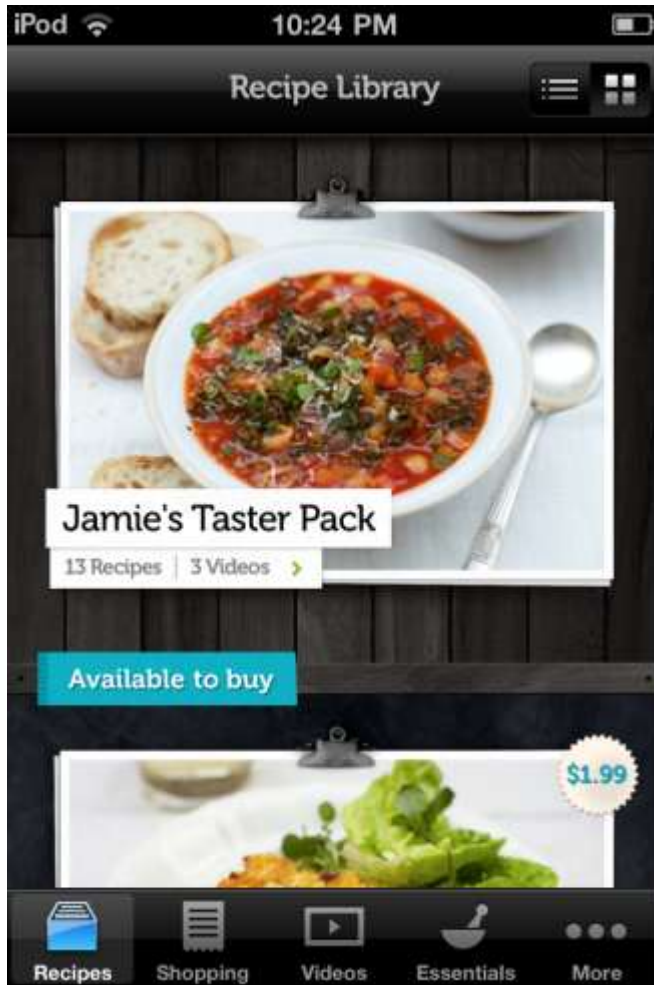 iPod 10:24 PM
Recipe Library
Jamie's Taster Pack
13 Recipes | 3 Videos >
Available to buy
$1.99
Recipes Shopping Videos Essentials More